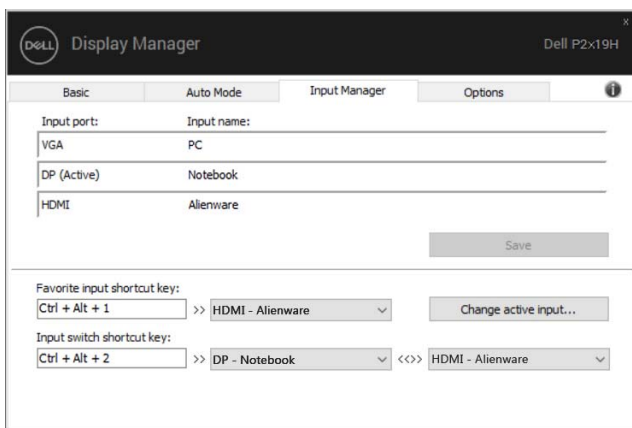 x
DELL Display Manager Dell P2x19H
Basic Auto Mode Input Manager Options i
Input port: Input name:
VGA PC
DP (Active) Notebook
HDMI Alienware
Save
Favorite input shortcut key:
Ctrl + Alt + 1 >> HDMI - Alienware Change active input...
Input switch shortcut key:
Ctrl + Alt + 2 >> DP - Notebook <<>> HDMI - Alienware